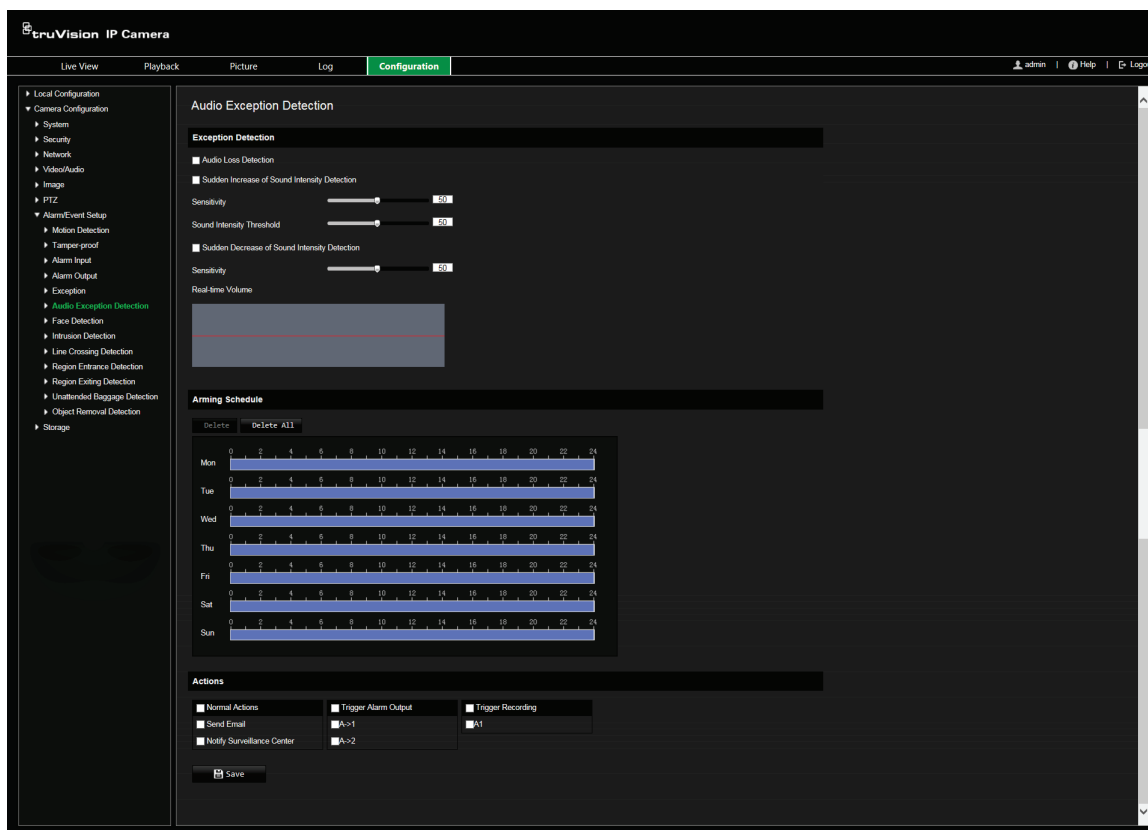 truVision IP Camera
Live View Playback Picture Log Configuration admin | Help | Logou
Local Configuration
Camera Configuration
System
Security
Network
Video/Audio
Image
PTZ
Alarm/Event Setup
Motion Detection
Tamper-proof
Alarm Input
Alarm Output
Exception
Audio Exception Detection
Face Detection
Intrusion Detection
Line Crossing Detection
Region Entrance Detection
Region Exiting Detection
Unattended Baggage Detection
Object Removal Detection
Storage
Audio Exception Detection
Exception Detection
Audio Loss Detection
Sudden Increase of Sound Intensity Detection
Sensitivity 50
Sound Intensity Threshold 50
Sudden Decrease of Sound Intensity Detection
Sensitivity 50
Real-time Volume
Arming Schedule
Delete Delete All
0 2 4 6 8 10 12 14 16 18 20 22 24
Mon
0 2 4 6 8 10 12 14 16 18 20 22 24
Tue
0 2 4 6 8 10 12 14 16 18 20 22 24
Wed
0 2 4 6 8 10 12 14 16 18 20 22 24
Thu
0 2 4 6 8 10 12 14 16 18 20 22 24
Fri
0 2 4 6 8 10 12 14 16 18 20 22 24
Sat
0 2 4 6 8 10 12 14 16 18 20 22 24
Sun
Actions
Normal Actions Trigger Alarm Output Trigger Recording
Send Email A->1 A1
Notify Surveillance Center A->2
Save